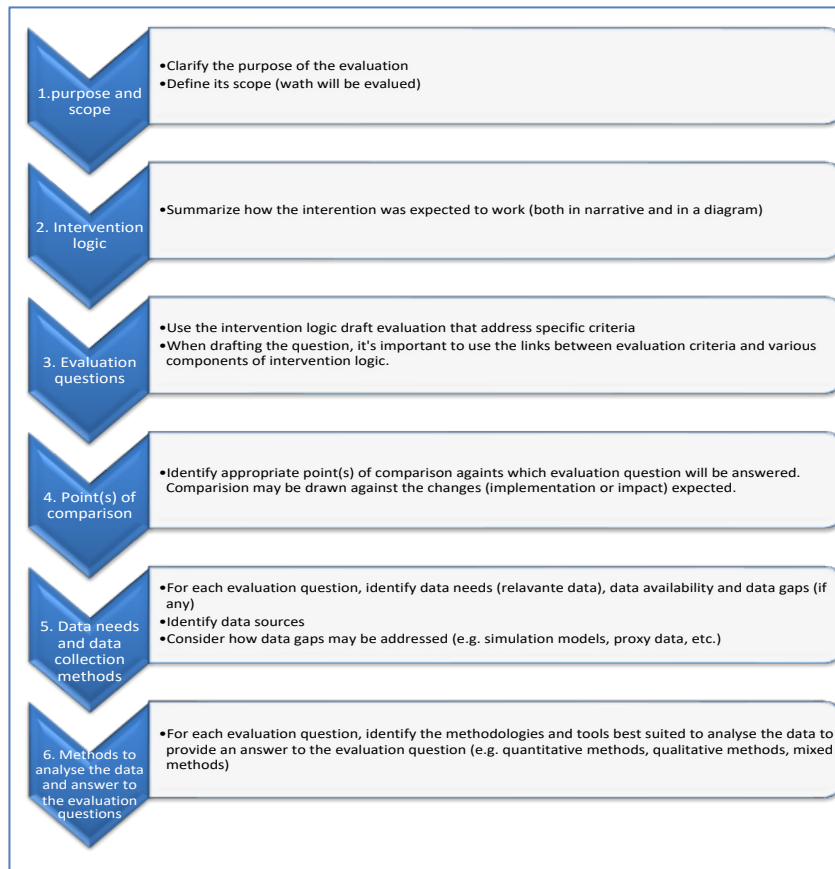 1.purpose and
scope
•Clarify the purpose of the evaluation
•Define its scope (wath will be evalued)
2. Intervention
logic
•Summarize how the interention was expected to work (both in narrative and in a diagram)
3. Evaluation
questions
•Use the intervention logic draft evaluation that address specific criteria
•When drafting the question, it's important to use the links between evaluation criteria and various
components of intervention logic.
4. Point(s) of
comparison
•Identify appropriate point(s) of comparison againts which evaluation question will be answered.
Comparision may be drawn against the changes (implementation or impact) expected.
5. Data needs
and data
collection
methods
•For each evaluation question, identify data needs (relavante data), data availability and data gaps (if
any)
•Identify data sources
•Consider how data gaps may be addressed (e.g. simulation models, proxy data, etc.)
6. Methods to
analyse the data
and answer to
the evaluation
questions
•For each evaluation question, identify the methodologies and tools best suited to analyse the data to
provide an answer to the evaluation question (e.g. quantitative methods, qualitative methods, mixed
methods)